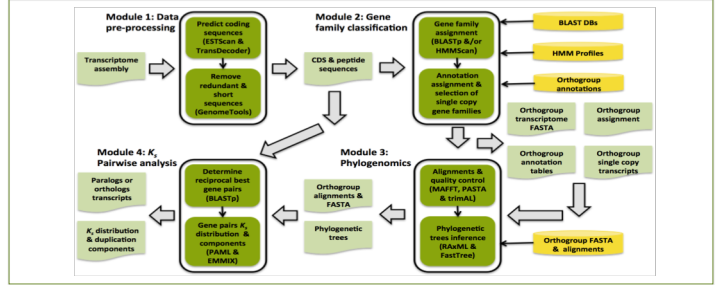 Module 1: Data
pre-processing
Predict coding
sequences
(ESTScan &
TransDecoder)
Remove
redundant &
short
sequences
(GenomeTools)
Transcriptome
assembly
CDS & peptide
sequences
Module 2: Gene
family classification
Gene family
assignment
(BLASTp &/or
HMMScan)
Annotation
assignment &
selection of
single copy
gene families
BLAST DBs
HMM Profiles
Orthogroup
annotations
Orthogroup
transcriptome
FASTA
Orthogroup
assignment
Orthogroup
annotation
tables
Orthogroup
single copy
transcripts
Module 4: Ks
Pairwise analysis
Paralogs or
orthologs
transcripts
Ks distribution
& duplication
components
Determine
reciprocal best
gene pairs
(BLASTp)
Gene pairs Ks
distribution &
components
(PAML &
EMMIX)
Orthogroup
alignments &
FASTA
Phylogenetic
trees
Module 3:
Phylogenomics
Alignments &
quality control
(MAFFT, PASTA
& trimAL)
Phylogenetic
trees inference
(RAxML &
FastTree)
Orthogroup FASTA
& alignments